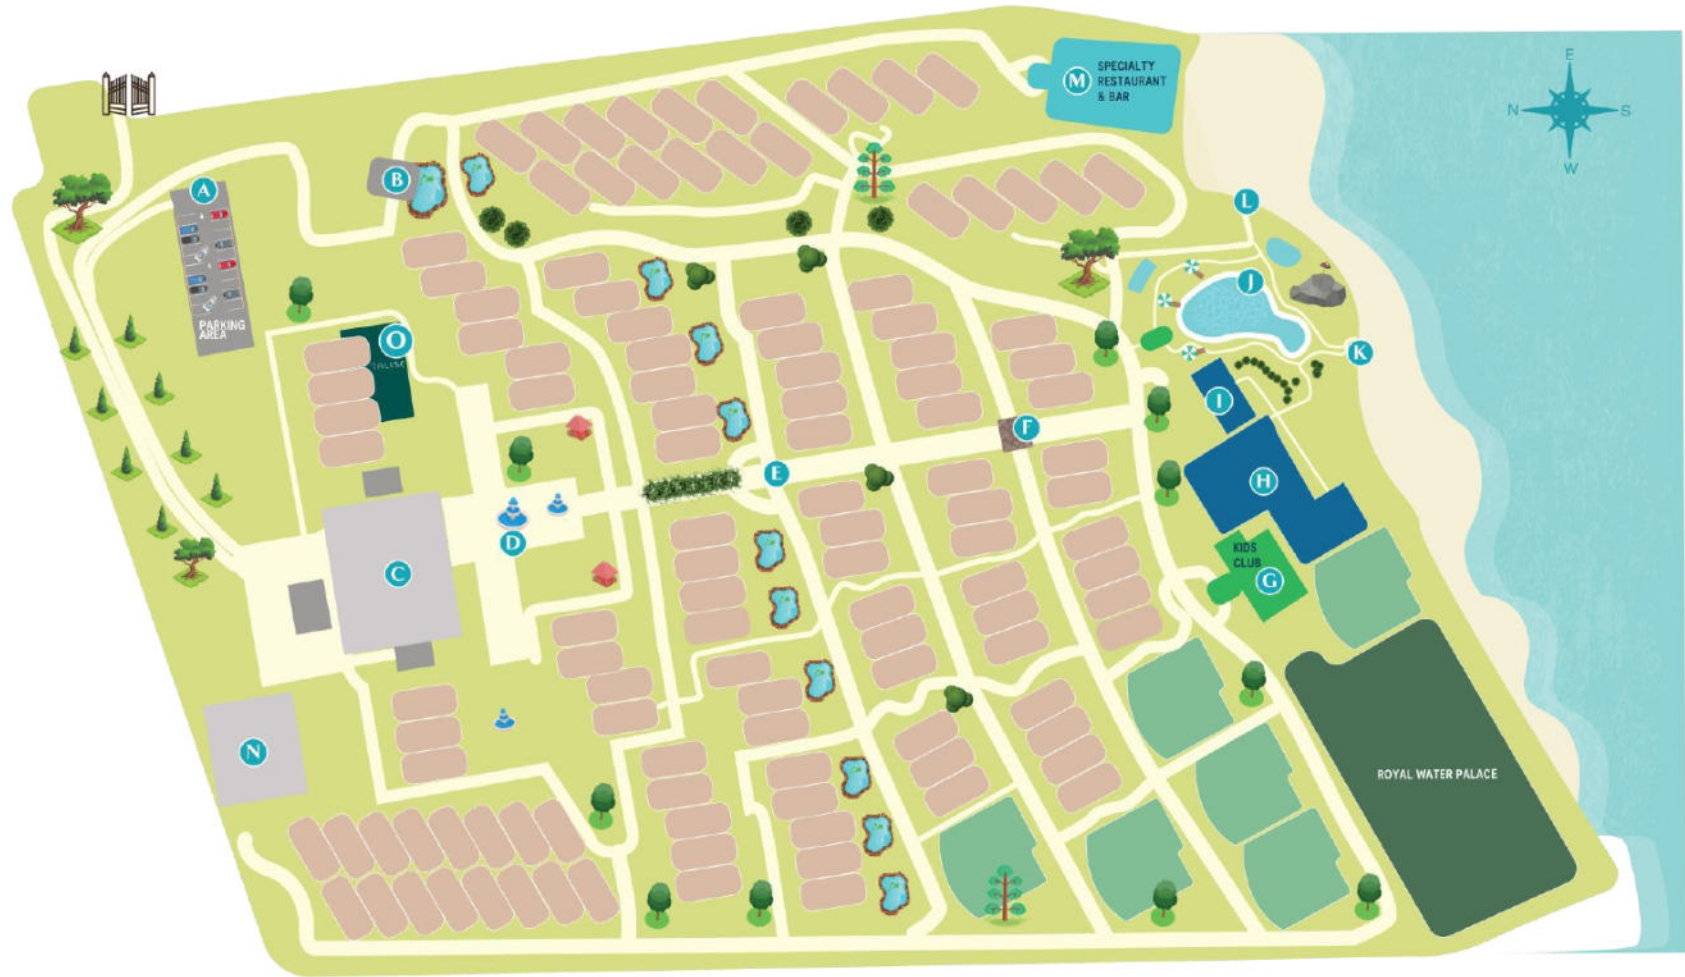 M
SPECIALTY
RESTAURANT
& BAR
E
N
S
W
A
B
L
J
PARKING
AREA
O
K
I
F
E
H
D
KIDS
CLUB
C
G
N
ROYAL WATER PALACE